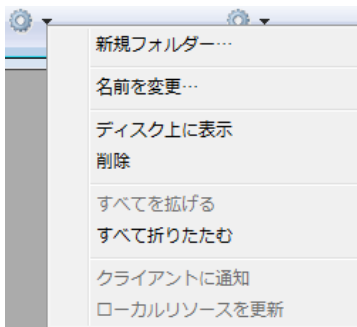 新規フォルダー…
名前を変更…
ディスク上に表示
削除
すべてを拡げる
すべて折りたたむ
クライアントに通知
ローカルリソースを更新